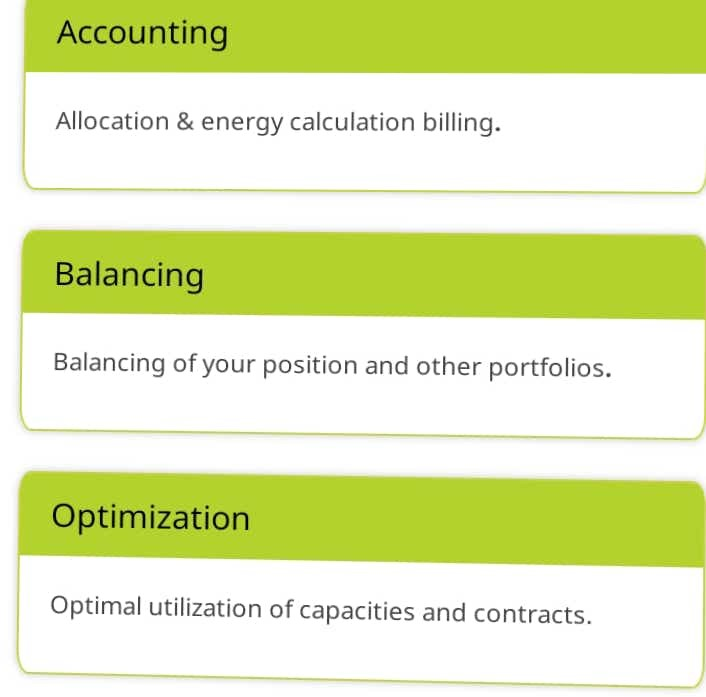 Accounting
Allocation & energy calculation billing.
Balancing
Balancing of your position and other portfolios.
Optimization
Optimal utilization of capacities and contracts.